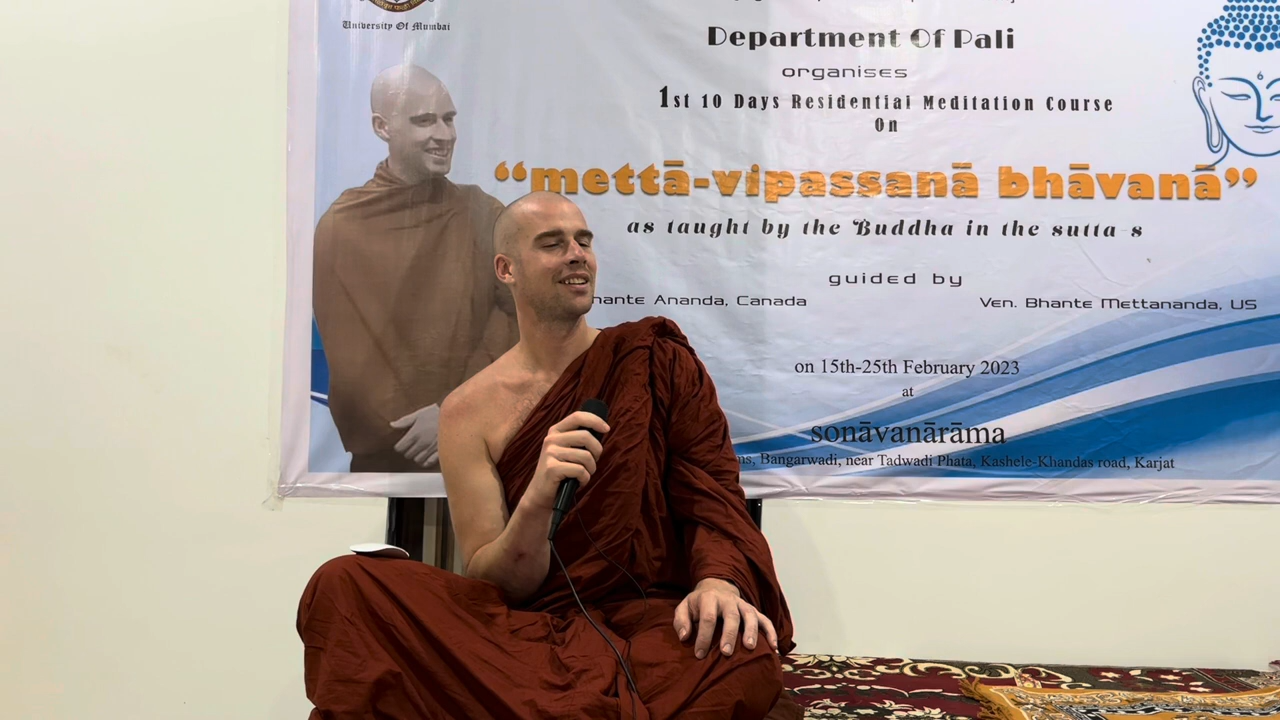 University Of Mumbai
Department Of Pali
organises
1st 10 Days Residential Meditation Course
On
“mettā-vipassanā bhāvanā”
as taught by the Buddha in the sutta-s
guided by
Ananda, Canada
Ven. Bhante Mettananda, US
on 15th-25th February 2023
at
sonāvanārāma
Bangarwadi, near Tadwadi Phata, Kashele-Khandas road, Karjat